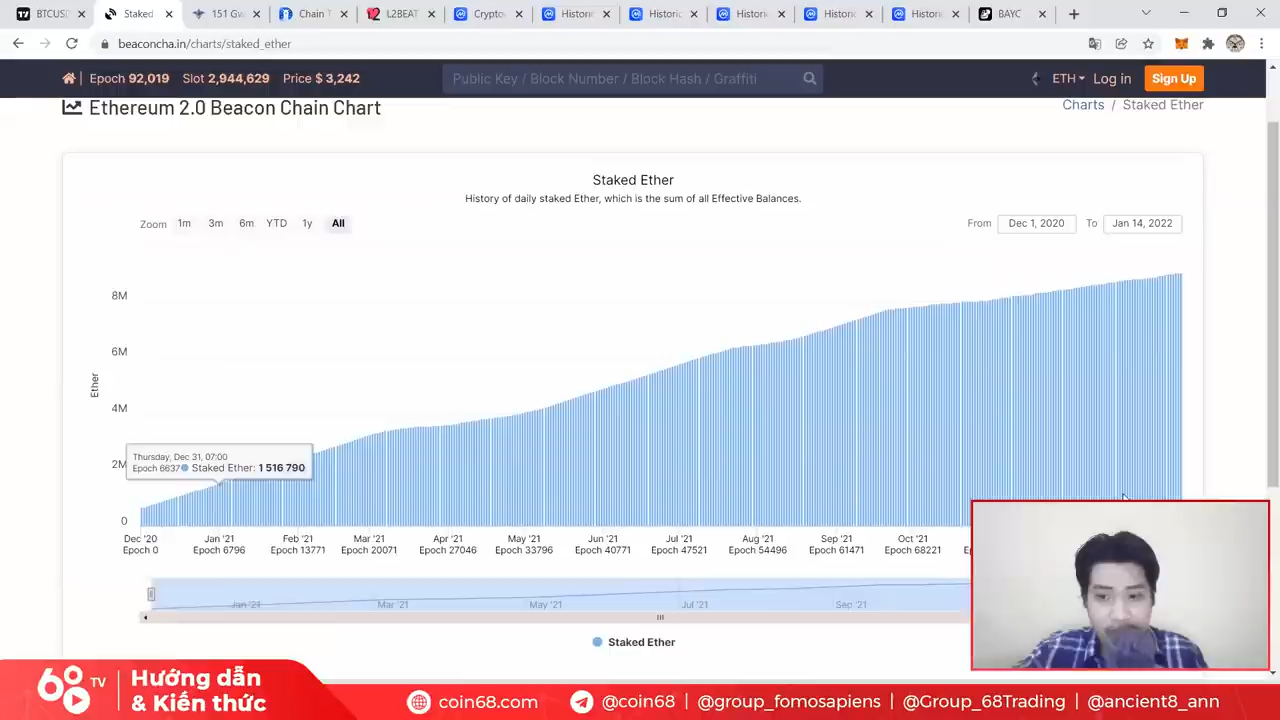 BTCUSD
Staked
151 Gw
Chain T
L2BEAT
Crypto
Historic
Historic
Historic
Historic
Historic
BAYC
beaconcha.in/charts/staked_ether
Epoch 92,019 Slot 2,944,629 Price $ 3,242
Public Key / Block Number / Block Hash / Graffiti
ETH Log in Sign Up
Ethereum 2.0 Beacon Chain Chart
Charts / Staked Ether
Staked Ether
History of daily staked Ether, which is the sum of all Effective Balances.
Zoom 1m 3m 6m YTD 1y All
From Dec 1, 2020 To Jan 14, 2022
8M
6M
4M
2M
0
Ether
Thursday, Dec 31, 07:00
Epoch 6637 Staked Ether: 1 516 790
Dec '20 Jan '21 Feb '21 Mar '21 Apr '21 May '21 Jun '21 Jul '21 Aug '21 Sep '21 Oct '21
Epoch 0 Epoch 6796 Epoch 13771 Epoch 20071 Epoch 27046 Epoch 33796 Epoch 40771 Epoch 47521 Epoch 54496 Epoch 61471 Epoch 68221
Jan '21 Mar '21 May '21 Jul '21 Sep '21
Staked Ether
68 TV
Hướng dẫn
& Kiến thức
coin68.com @coin68 | @group_fomosapiens | @Group_68Trading | @ancient8_ann